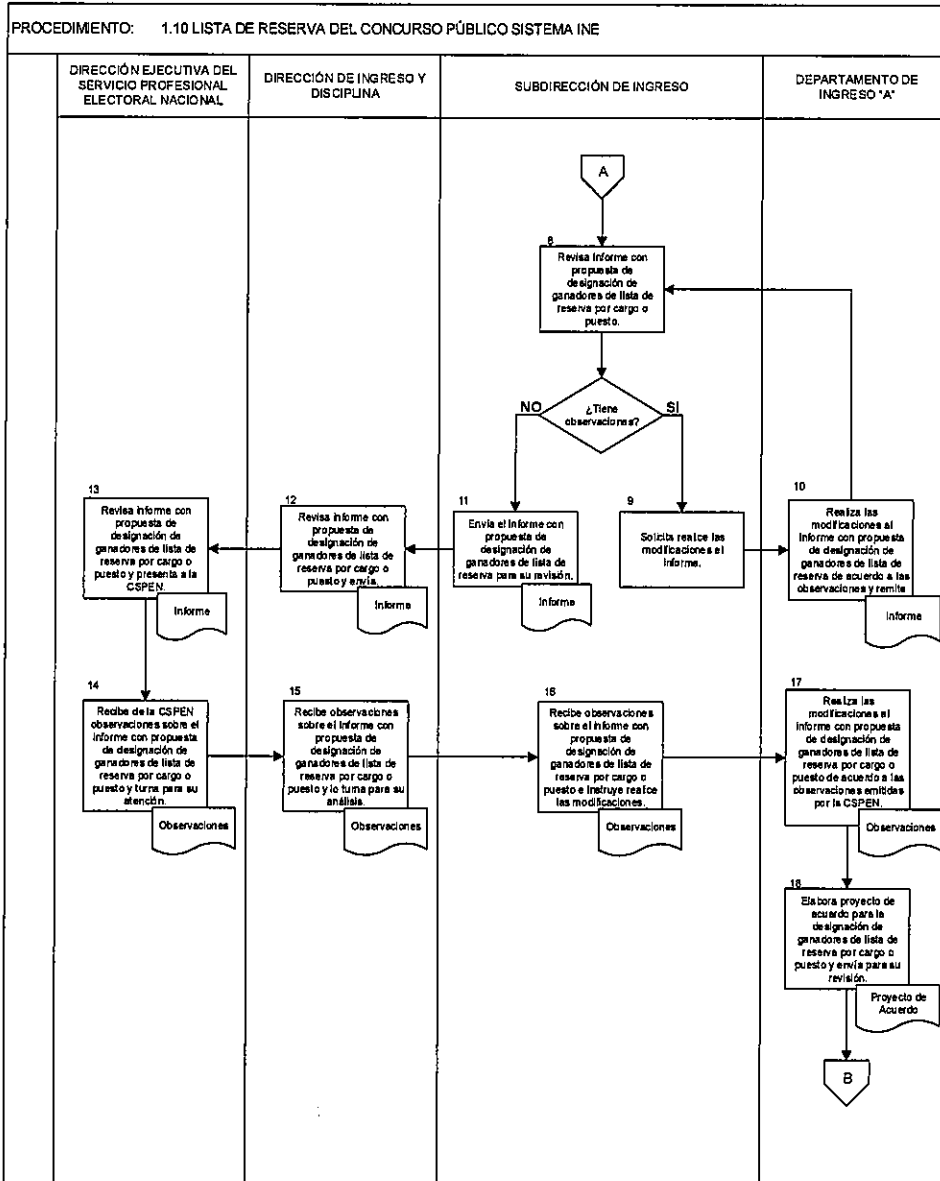 PROCEDIMIENTO: 1.10 LISTA DE RESERVA DEL CONCURSO PÚBLICO SISTEMA INE
DIRECCIÓN EJECUTIVA DEL
SERVICIO PROFESIONAL
ELECTORAL NACIONAL
DIRECCIÓN DE INGRESO Y
DISCIPLINA
SUBDIRECCIÓN DE INGRESO
DEPARTAMENTO DE
INGRESO "A"
A
8
Revisa Informe con
propuesta de
designación de
ganadores de lista de
reserva por cargo o
puesto.
¿Tiene
observaciones?
NO
SI
13
Revisa informe con
propuesta de
designación de
ganadores de lista de
reserva por cargo o
puesto y presenta a la
CSPEN.
Informe
12
Revisa informe con
propuesta de
designación de
ganadores de lista de
reserva por cargo o
puesto y envía.
Informe
11
Envía el Informe con
propuesta de
designación de
ganadores de lista de
reserva para su revisión.
Informe
9
Solicita realce las
modificaciones el
Informe.
10
Realiza las
modificaciones al
Informe con propuesta
de designación de
ganadores de lista de
reserva de acuerdo a las
observaciones y remite
Informe
14
Recibe de la CSPEN
observaciones sobre el
informe con propuesta
de designación de
ganadores de lista de
reserva por cargo o
puesto y turna para su
atención.
Observaciones
15
Recibe observaciones
sobre el Informe con
propuesta de
designación de
ganadores de lista de
reserva por cargo o
puesto y lo turna para su
análisis.
Observaciones
16
Recibe observaciones
sobre el informe con
propuesta de
designación de
ganadores de lista de
reserva por cargo o
puesto e instruye realce
las modificaciones.
Observaciones
17
Realiza las
modificaciones al
informe con propuesta
de designación de
ganadores de lista de
reserva por cargo o
puesto de acuerdo a las
observaciones emitidas
por la CSPEN.
Observaciones
18
Elabora proyecto de
acuerdo para la
designación de
ganadores de lista de
reserva por cargo o
puesto y envía para su
revisión.
Proyecto de
Acuerdo
B